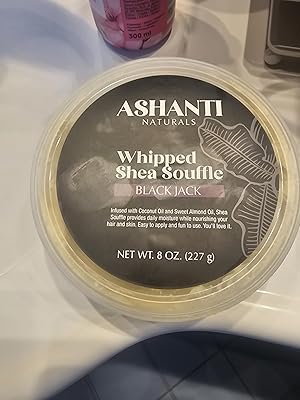 300 ml
ASHANTI
NATURALS
Whipped
Shea Souffle
BLACK JACK
Infused with Coconut Oil and Sweet Almond Oil, Shea
Souffle provides daily moisture while nourishing your
hair and skin. Easy to apply and fun to use. You'll love it.
NET WT. 8 OZ. (227 g)